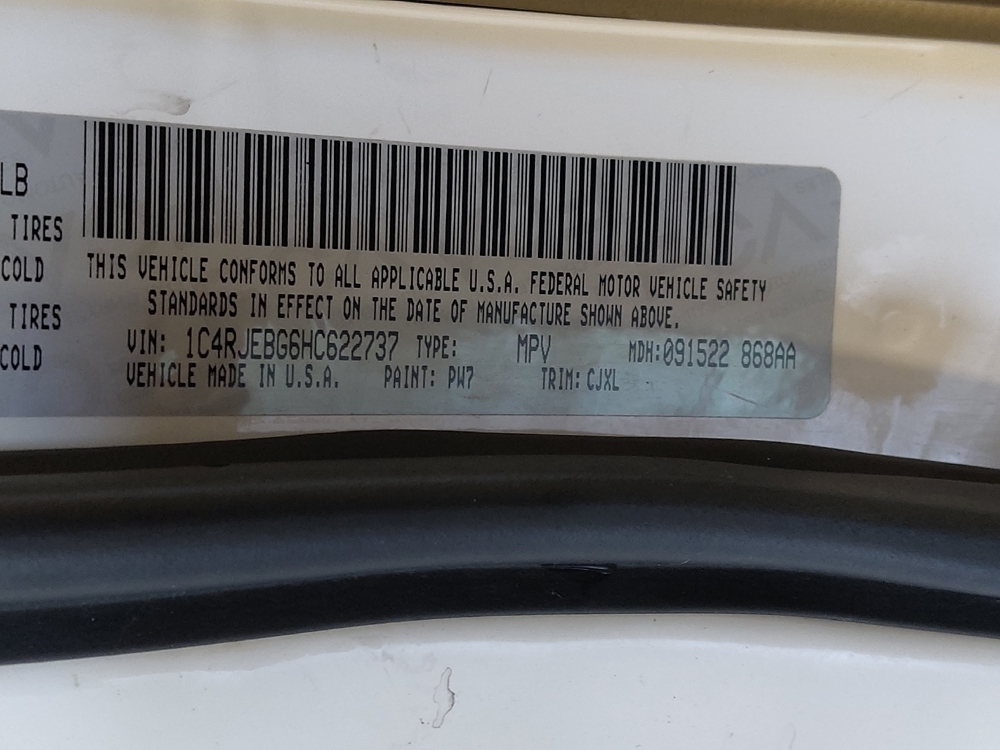 LB
TIRES
COLD
TIRES
COLD
THIS VEHICLE CONFORMS TO ALL APPLICABLE U.S.A. FEDERAL MOTOR VEHICLE SAFETY
STANDARDS IN EFFECT ON THE DATE OF MANUFACTURE SHOWN ABOVE.
VIN: 1C4RJEBG6HC622737 TYPE: MPV MDH:091522 868AA
VEHICLE MADE IN U.S.A. PAINT: PW7 TRIM: CJXL